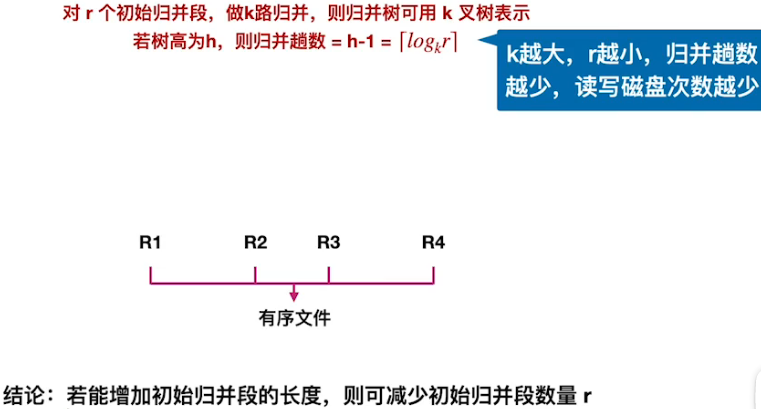 对 r 个初始归并段，做k路归并，则归并树可用 k 叉树表示
若树高为h，则归并趟数 = h-1 = ⌈logₖr⌉
k越大，r越小，归并趟数
越少，读写磁盘次数越少
R1 R2 R3 R4
有序文件
结论：若能增加初始归并段的长度，则可减少初始归并段数量 r